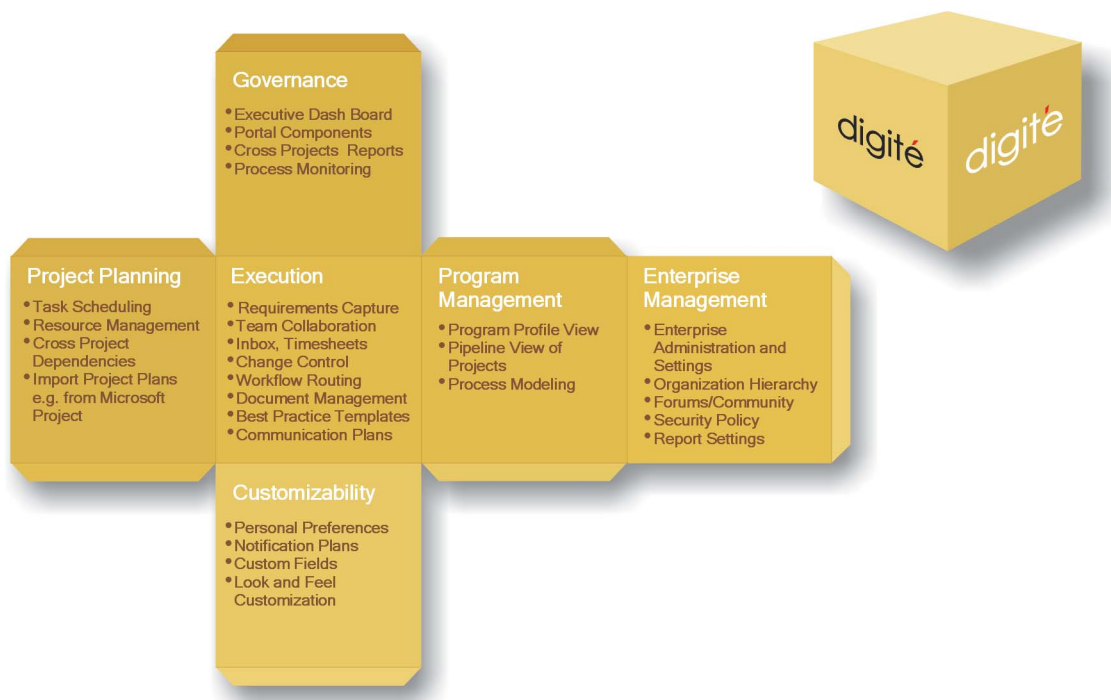 Governance
•Executive Dash Board
•Portal Components
•Cross Projects Reports
•Process Monitoring
digité
digité
Project Planning
•Task Scheduling
•Resource Management
•Cross Project
Dependencies
•Import Project Plans
e.g. from Microsoft
Project
Execution
•Requirements Capture
•Team Collaboration
•Inbox, Timesheets
•Change Control
•Workflow Routing
•Document Management
•Best Practice Templates
•Communication Plans
Program
Management
•Program Profile View
•Pipeline View of
Projects
•Process Modeling
Enterprise
Management
•Enterprise
Administration and
Settings
•Organization Hierarchy
•Forums/Community
•Security Policy
•Report Settings
Customizability
•Personal Preferences
•Notification Plans
•Custom Fields
•Look and Feel
Customization